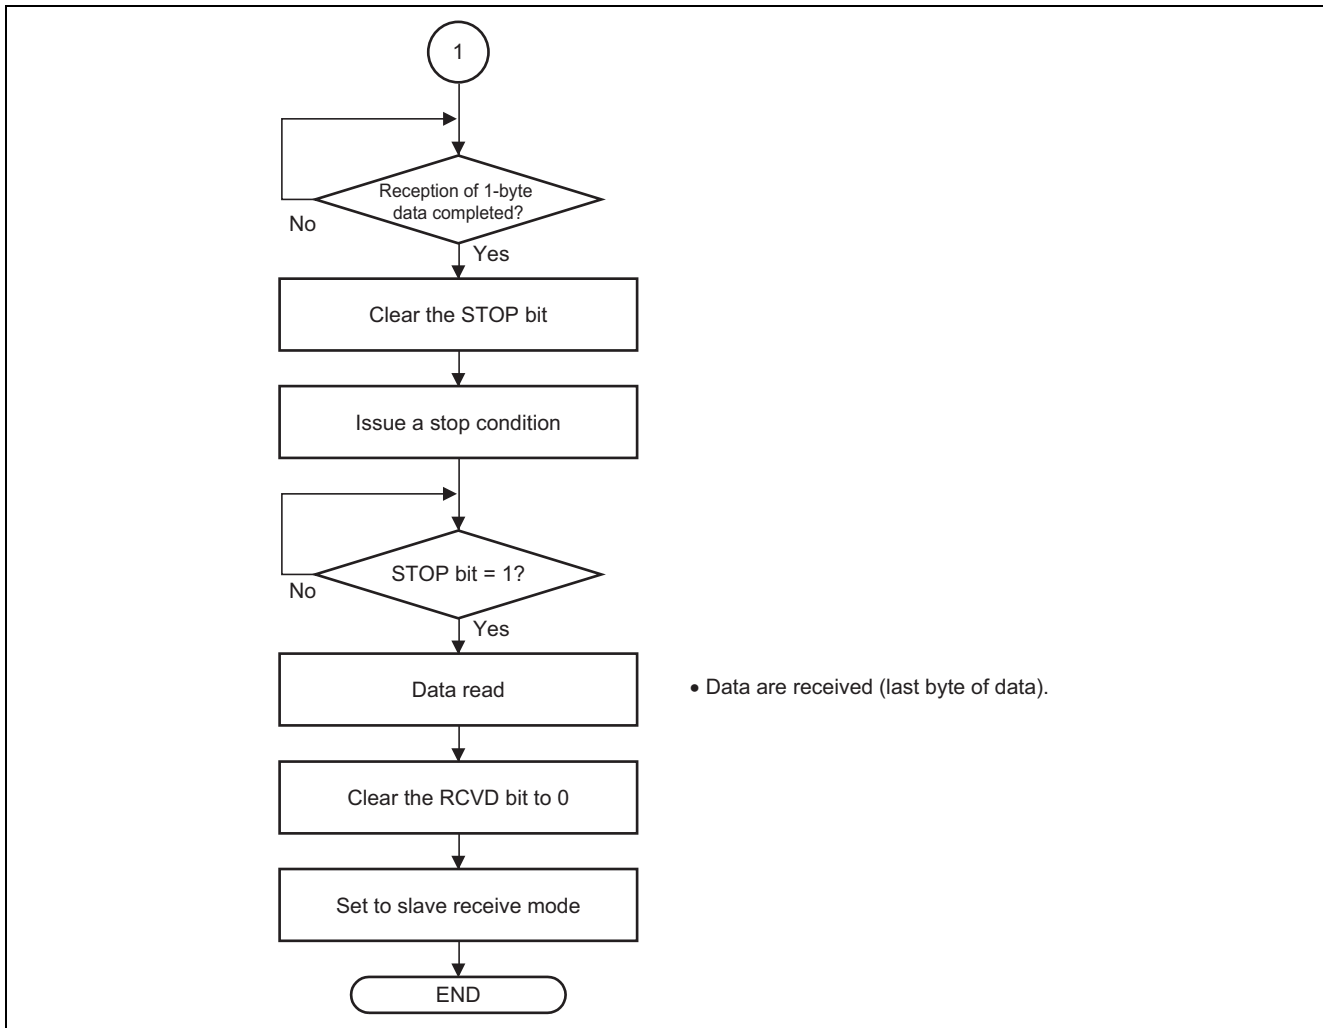 1
Reception of 1-byte
data completed?
No
Yes
Clear the STOP bit
Issue a stop condition
STOP bit = 1?
No
Yes
Data read
• Data are received (last byte of data).
Clear the RCVD bit to 0
Set to slave receive mode
END